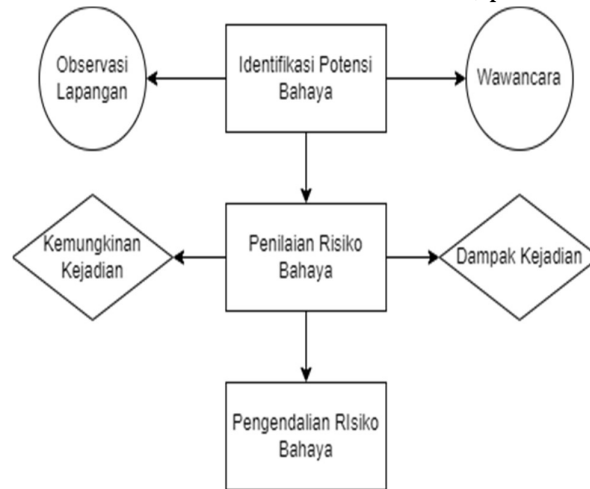 Observasi
Lapangan
Identifikasi Potensi
Bahaya
Wawancara
Kemungkinan
Kejadian
Penilaian Risiko
Bahaya
Dampak Kejadian
Pengendalian RIsiko
Bahaya